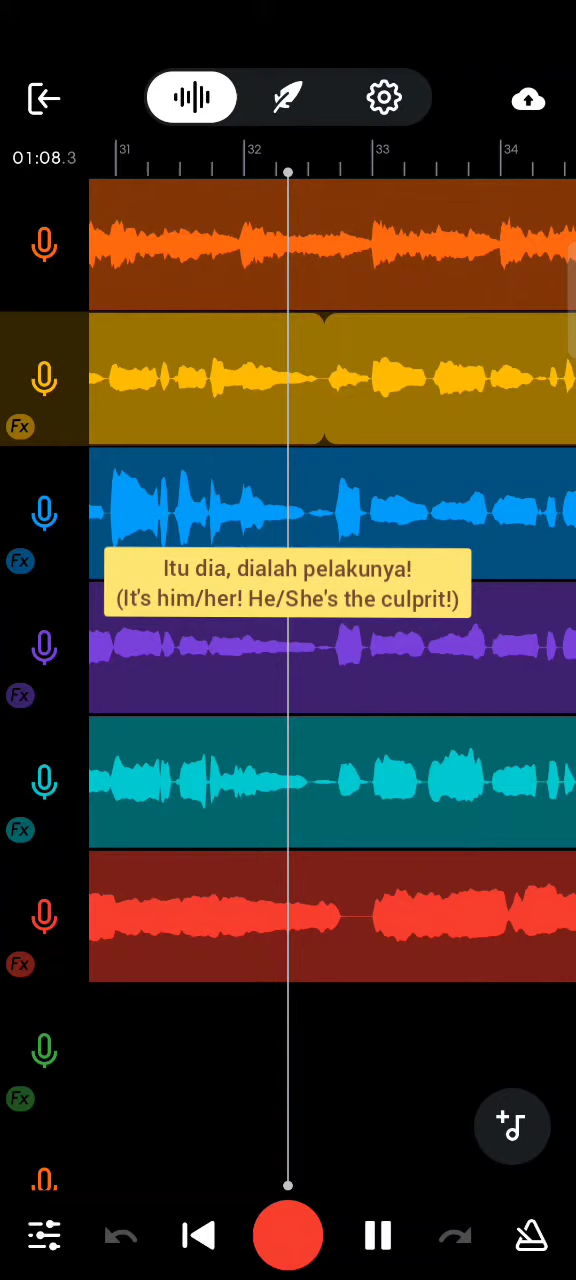 01:08.3
31
32
33
34
Fx
Itu dia, dialah pelakunya!
(It's him/her! He/She's the culprit!)
Fx
Fx
Fx
Fx
Fx